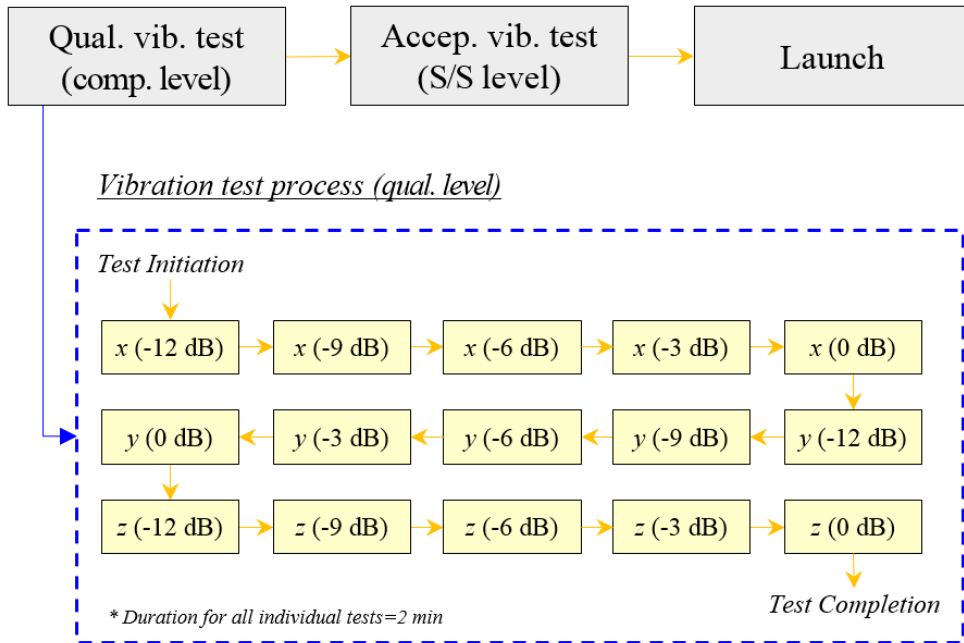 Qual. vib. test
(comp. level)
Accep. vib. test
(S/S level)
Launch
Vibration test process (qual. level)
Test Initiation
x (-12 dB)
x (-9 dB)
x (-6 dB)
x (-3 dB)
x (0 dB)
y (0 dB)
y (-3 dB)
y (-6 dB)
y (-9 dB)
y (-12 dB)
z (-12 dB)
z (-9 dB)
z (-6 dB)
z (-3 dB)
z (0 dB)
* Duration for all individual tests=2 min
Test Completion